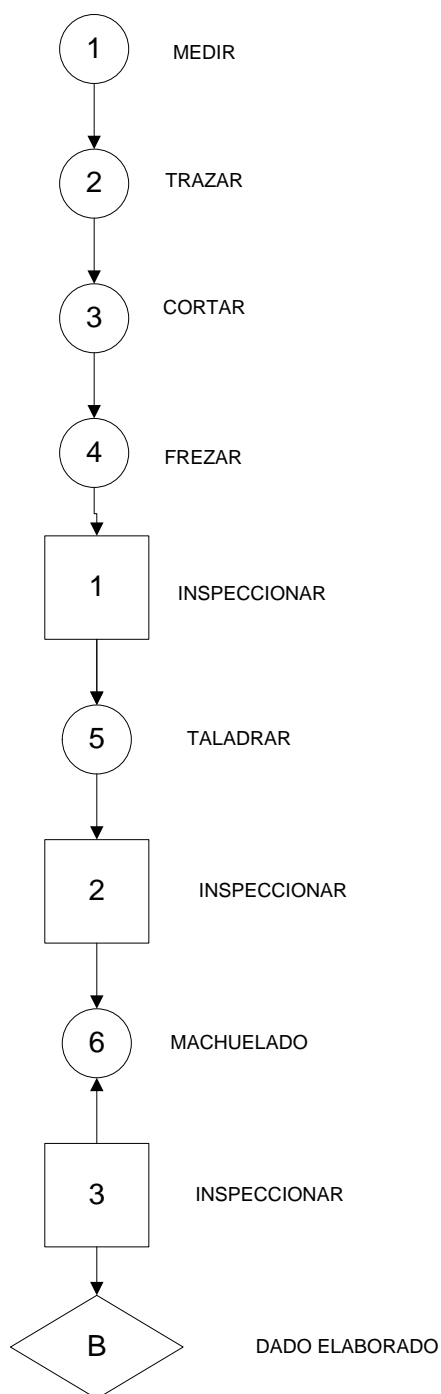 1 MEDIR
2 TRAZAR
3 CORTAR
4 FREZAR
1 INSPECCIONAR
5 TALADRAR
2 INSPECCIONAR
6 MACHUELADO
3 INSPECCIONAR
B DADO ELABORADO